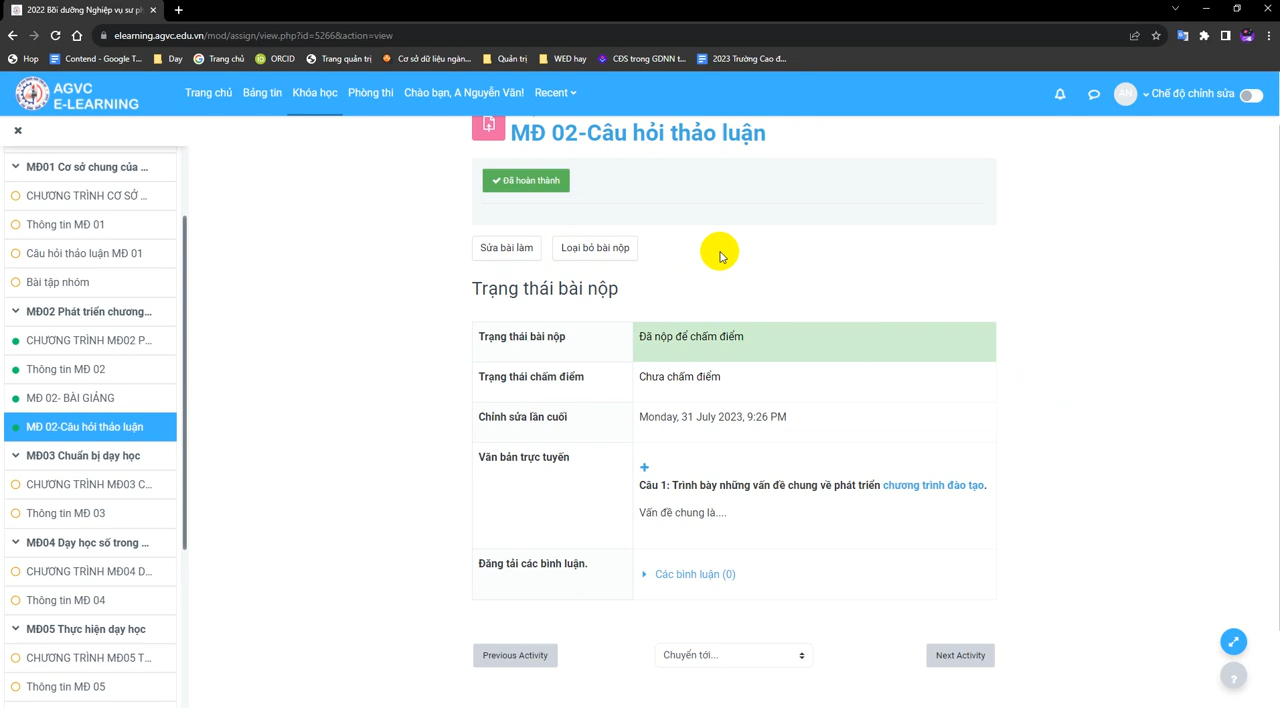 2022 Bồi dưỡng Nghiệp vụ sư ph
elearning.agvc.edu.vn/mod/assign/view.php?id=5266&action=view
Hop
Contend - Google T...
Day
Trang chủ
ORCID
Trang quản trị
Cơ sở dữ liệu ngàn...
Quản trị
WED hay
CĐS trong GDNN t...
2023 Trường Cao đ...
AGVC
E-LEARNING
Trang chủ
Bảng tin
Khóa học
Phòng thi
Chào bạn, A Nguyễn Văn!
Recent
AN
Chế độ chỉnh sửa
MĐ01 Cơ sở chung của ...
CHƯƠNG TRÌNH CƠ SỞ ...
Thông tin MĐ 01
Câu hỏi thảo luận MĐ 01
Bài tập nhóm
MĐ02 Phát triển chương...
CHƯƠNG TRÌNH MĐ02 P...
Thông tin MĐ 02
MĐ 02- BÀI GIẢNG
MĐ 02-Câu hỏi thảo luận
MĐ03 Chuẩn bị dạy học
CHƯƠNG TRÌNH MĐ03 C...
Thông tin MĐ 03
MĐ04 Dạy học số trong ...
CHƯƠNG TRÌNH MĐ04 D...
Thông tin MĐ 04
MĐ05 Thực hiện dạy học
CHƯƠNG TRÌNH MĐ05 T...
Thông tin MĐ 05
MĐ 02-Câu hỏi thảo luận
Đã hoàn thành
Sửa bài làm
Loại bỏ bài nộp
Trạng thái bài nộp
Trạng thái bài nộp
Đã nộp để chấm điểm
Trạng thái chấm điểm
Chưa chấm điểm
Chỉnh sửa lần cuối
Monday, 31 July 2023, 9:26 PM
Văn bản trực tuyến
Câu 1: Trình bày những vấn đề chung về phát triển chương trình đào tạo.
Vấn đề chung là....
Đăng tải các bình luận.
Các bình luận (0)
Previous Activity
Chuyển tới...
Next Activity
?